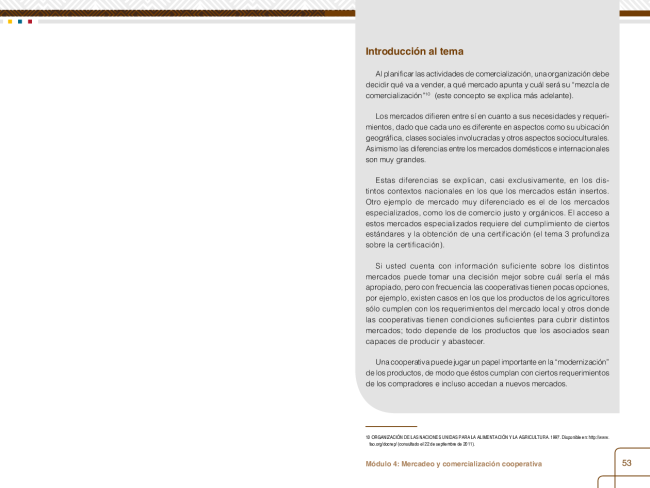 Introducción al tema
Al planificar las actividades de comercialización, una organización debe
decidir qué va a vender, a qué mercado apunta y cuál será su “mezcla de
comercialización”10 (este concepto se explica más adelante).
Los mercados difieren entre sí en cuanto a sus necesidades y requeri-
mientos, dado que cada uno es diferente en aspectos como su ubicación
geográfica, clases sociales involucradas y otros aspectos socioculturales.
Asimismo las diferencias entre los mercados domésticos e internacionales
son muy grandes.
Estas diferencias se explican, casi exclusivamente, en los dis-
tintos contextos nacionales en los que los mercados están insertos.
Otro ejemplo de mercado muy diferenciado es el de los mercados
especializados, como los de comercio justo y orgánicos. El acceso a
estos mercados especializados requiere del cumplimiento de ciertos
estándares y la obtención de una certificación (el tema 3 profundiza
sobre la certificación).
Si usted cuenta con información suficiente sobre los distintos
mercados puede tomar una decisión mejor sobre cuál sería el más
apropiado, pero con frecuencia las cooperativas tienen pocas opciones,
por ejemplo, existen casos en los que los productos de los agricultores
sólo cumplen con los requerimientos del mercado local y otros donde
las cooperativas tienen condiciones suficientes para cubrir distintos
mercados; todo depende de los productos que los asociados sean
capaces de producir y abastecer.
Una cooperativa puede jugar un papel importante en la “modernización”
de los productos, de modo que éstos cumplan con ciertos requerimientos
de los compradores e incluso accedan a nuevos mercados.
10 ORGANIZACIÓN DE LAS NACIONES UNIDAS PARA LA ALIMENTACIÓN Y LA AGRICULTURA. 1997. Disponible en: http://www.
fao.org/docrep/ (consultado el 22 de septiembre de 2011).
Módulo 4: Mercadeo y comercialización cooperativa
53